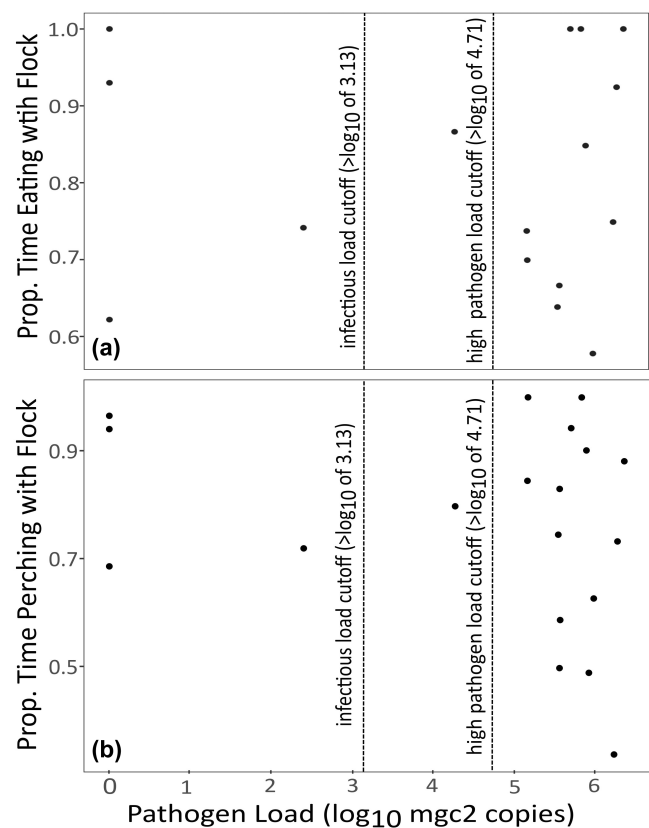 Prop. Time Eating wtih Flock
1.0
0.9
0.8
0.7
0.6
infectious load cutoff (>log10 of 3.13)
high pathogen load cutoff (>log10 of 4.71)
(a)
Prop. Time Perching with Flock
0.9
0.7
0.5
infectious load cutoff (>log10 of 3.13)
high pathogen load cutoff (>log10 of 4.71)
(b)
0 1 2 3 4 5 6
Pathogen Load (log10 mgc2 copies)